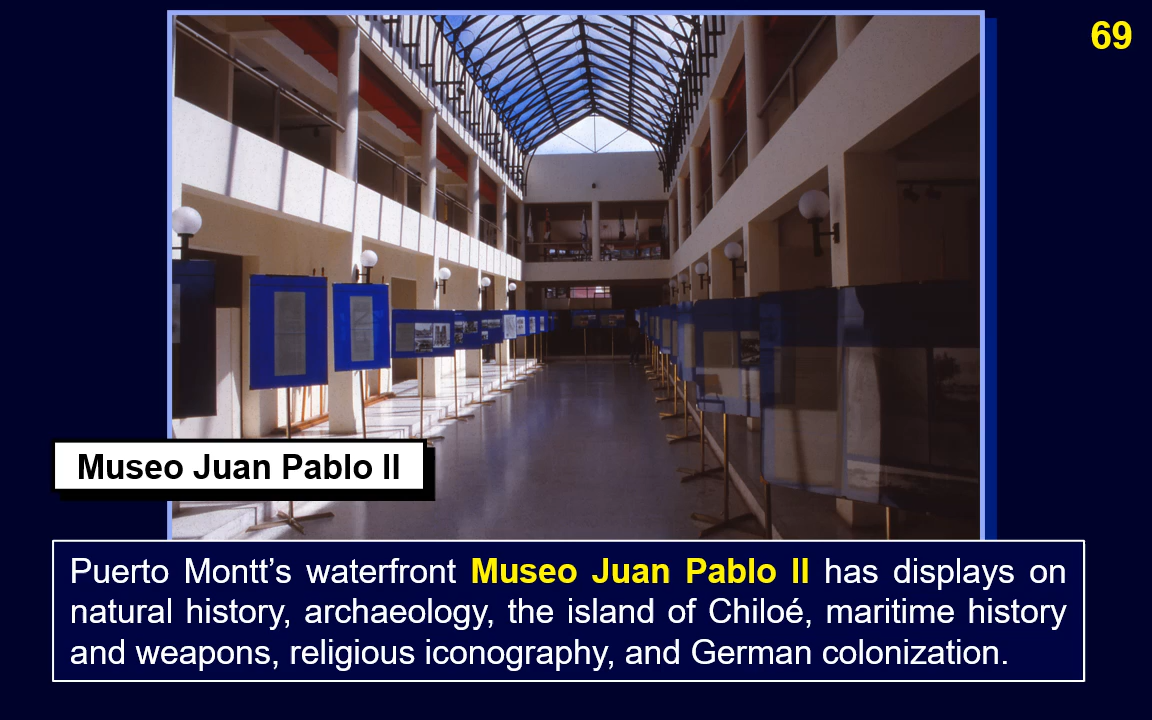 69
Museo Juan Pablo II
Puerto Montt’s waterfront Museo Juan Pablo II has displays on
natural history, archaeology, the island of Chiloé, maritime history
and weapons, religious iconography, and German colonization.